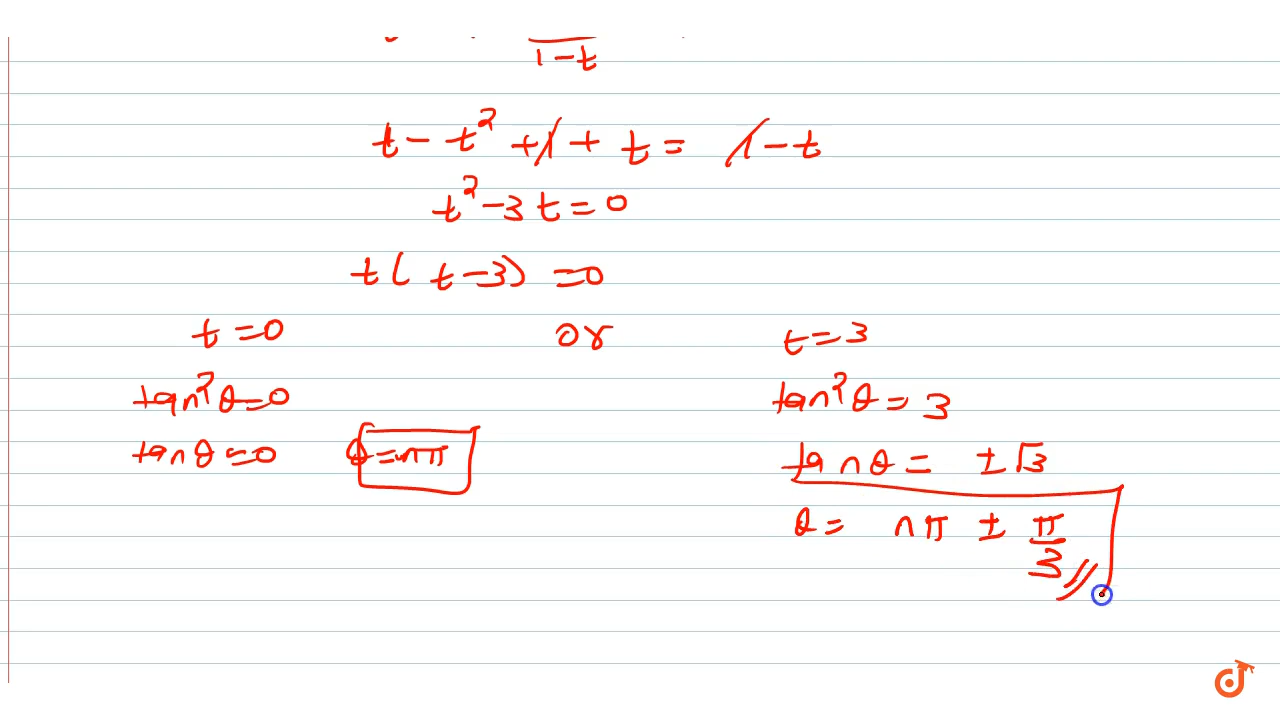 1-t
t - t² + 1 + t = 1 - t
t² - 3t = 0
t(t-3) = 0
t = 0 or t = 3
tan²θ = 0 tan²θ = 3
tanθ = 0 θ = nπ tanθ = ±√3
θ = nπ ± π/3